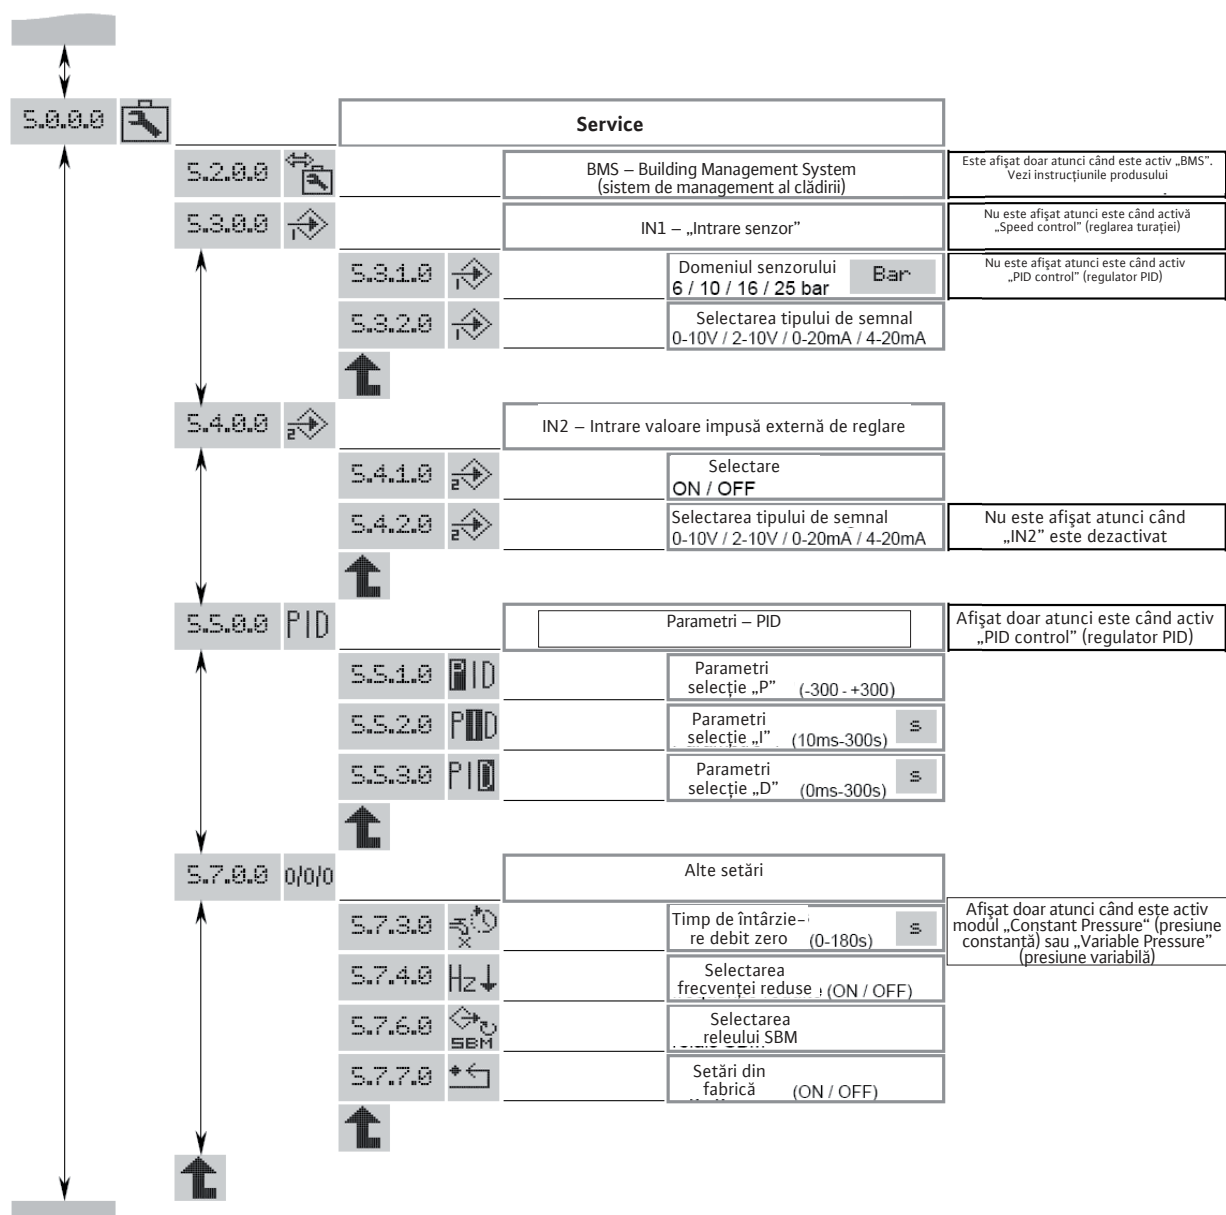 5.0.0.0
Service
5.2.0.0
BMS – Building Management System
(sistem de management al clădirii)
Este afişat doar atunci când este activ „BMS”.
Vezi instrucțiunile produsului
5.3.0.0
1
IN1 – „Intrare senzor”
Nu este afişat atunci este când activă
„Speed control” (reglarea turației)
5.3.1.0
1
Domeniul senzorului
6 / 10 / 16 / 25 bar
Bar
Nu este afişat atunci este când activ
„PID control” (regulator PID)
5.3.2.0
1
Selectarea tipului de semnal
0-10V / 2-10V / 0-20mA / 4-20mA
5.4.0.0
2
IN2 – Intrare valoare impusă externă de reglare
5.4.1.0
2
Selectare
ON / OFF
5.4.2.0
2
Selectarea tipului de semnal
0-10V / 2-10V / 0-20mA / 4-20mA
Nu este afişat atunci când
„IN2” este dezactivat
5.5.0.0
PID
Parametri – PID
Afişat doar atunci este când activ
„PID control” (regulator PID)
5.5.1.0
PID
Parametri
selecție „P” (-300 - +300)
5.5.2.0
PID
Parametri
selecție „I” (10ms-300s)
s
5.5.3.0
PID
Parametri
selecție „D” (0ms-300s)
s
5.7.0.0
0/0/0
Alte setări
5.7.3.0
x
Timp de întârzie-
re debit zero (0-180s)
s
Afişat doar atunci când este activ
modul „Constant Pressure“ (presiune
constantă) sau „Variable Pressure”
(presiune variabilă)
5.7.4.0
Hz
Selectarea
frecvenței reduse (ON / OFF)
5.7.6.0
SBM
Selectarea
releului SBM
5.7.7.0
Setări din
fabrică (ON / OFF)